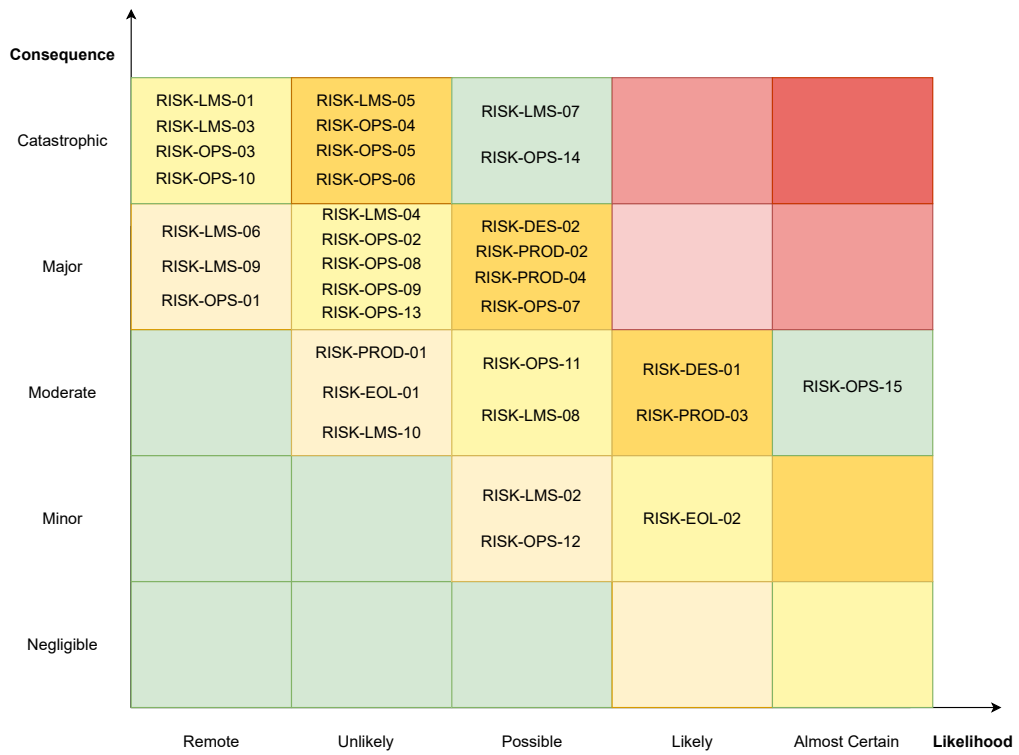 Consequence
Catastrophic
RISK-LMS-01
RISK-LMS-03
RISK-OPS-03
RISK-OPS-10
RISK-LMS-05
RISK-OPS-04
RISK-OPS-05
RISK-OPS-06
RISK-LMS-07
RISK-OPS-14
Major
RISK-LMS-06
RISK-LMS-09
RISK-OPS-01
RISK-LMS-04
RISK-OPS-02
RISK-OPS-08
RISK-OPS-09
RISK-OPS-13
RISK-DES-02
RISK-PROD-02
RISK-PROD-04
RISK-OPS-07
Moderate
RISK-PROD-01
RISK-EOL-01
RISK-LMS-10
RISK-OPS-11
RISK-LMS-08
RISK-DES-01
RISK-PROD-03
RISK-OPS-15
Minor
RISK-LMS-02
RISK-OPS-12
RISK-EOL-02
Negligible
Remote
Unlikely
Possible
Likely
Almost Certain
Likelihood